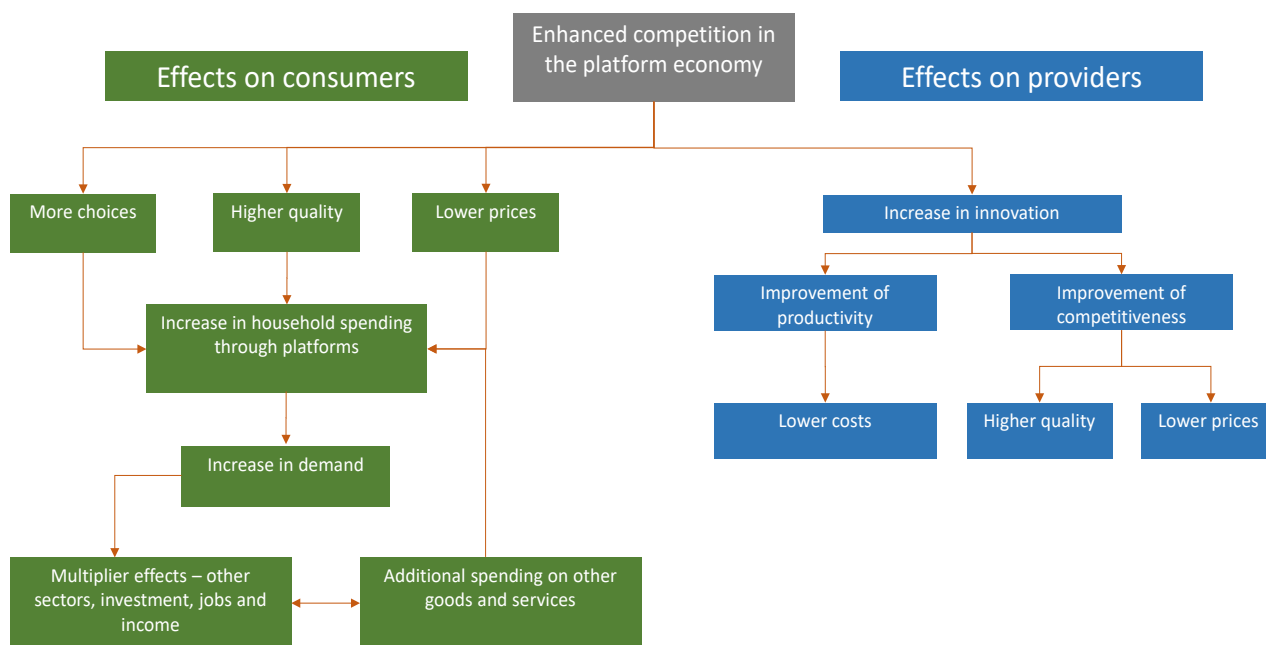 Enhanced competition in
the platform economy
Effects on consumers
Effects on providers
More choices
Higher quality
Lower prices
Increase in innovation
Improvement of
productivity
Improvement of
competitiveness
Increase in household spending
through platforms
Lower costs
Higher quality
Lower prices
Increase in demand
Multiplier effects – other
sectors, investment, jobs and
income
Additional spending on other
goods and services